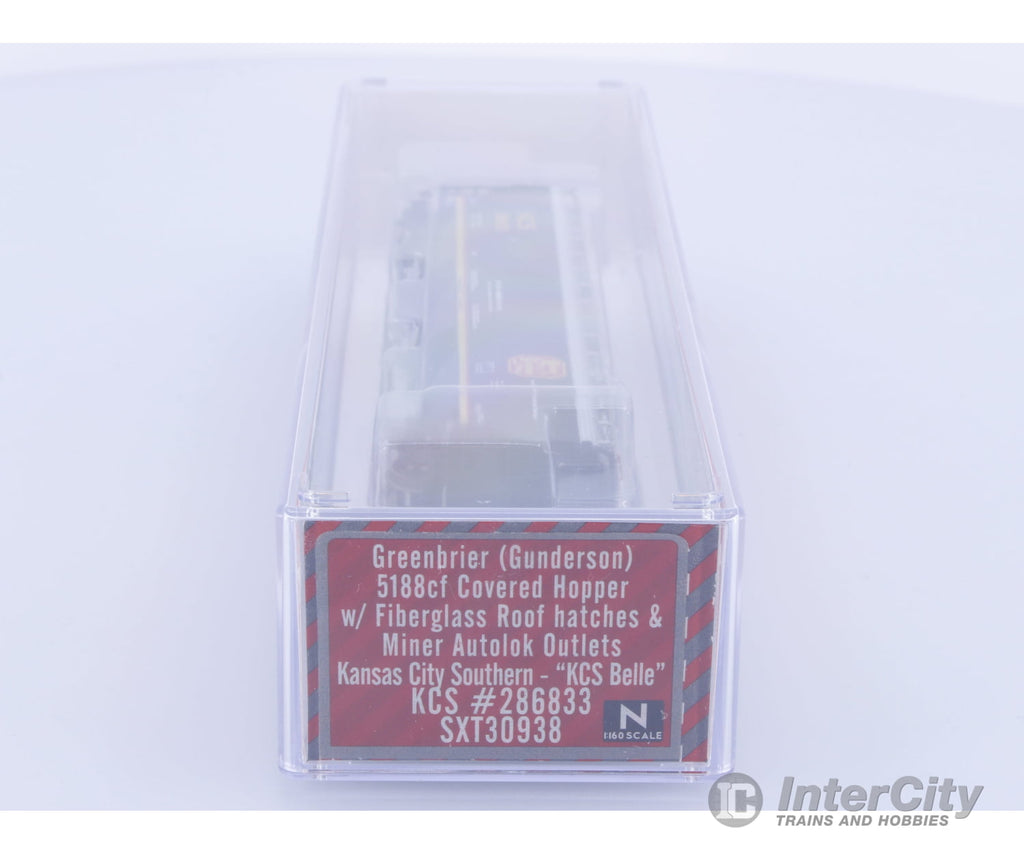 Greenbrier (Gunderson)
5188cf Covered Hopper
w/ Fiberglass Roof hatches &
Miner Autolok Outlets
Kansas City Southern - “KCS Belle”
KCS #286833
SXT30938
N
1:160 SCALE
IC InterCity
TRAINS AND HOBBIES